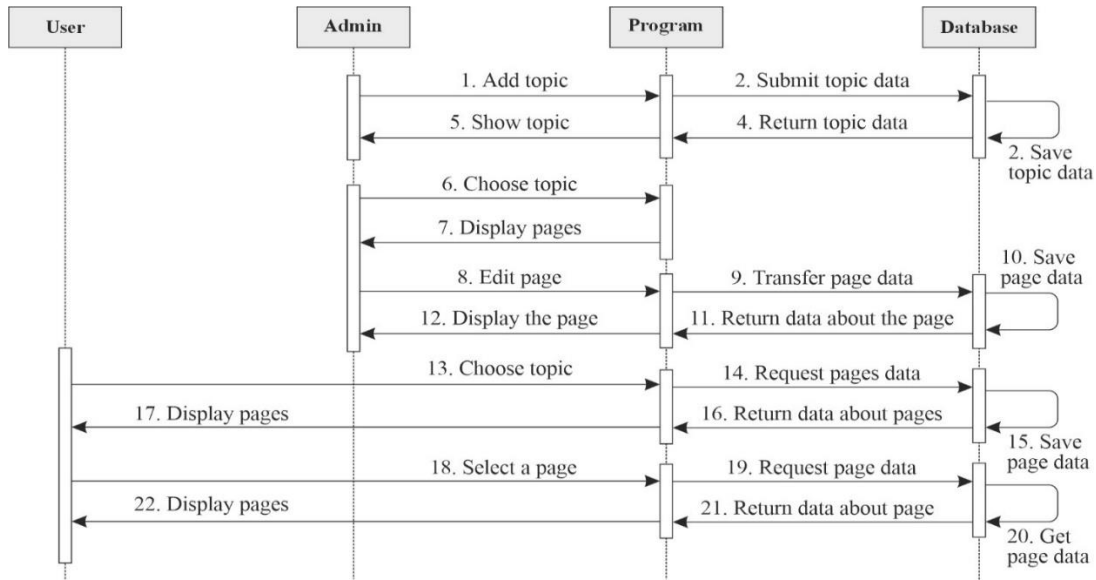 User
Admin
Program
Database
1. Add topic
2. Submit topic data
5. Show topic
4. Return topic data
2. Save
topic data
6. Choose topic
7. Display pages
10. Save
page data
8. Edit page
9. Transfer page data
12. Display the page
11. Return data about the page
13. Choose topic
14. Request pages data
17. Display pages
16. Return data about pages
15. Save
page data
18. Select a page
19. Request page data
22. Display pages
21. Return data about page
20. Get
page data